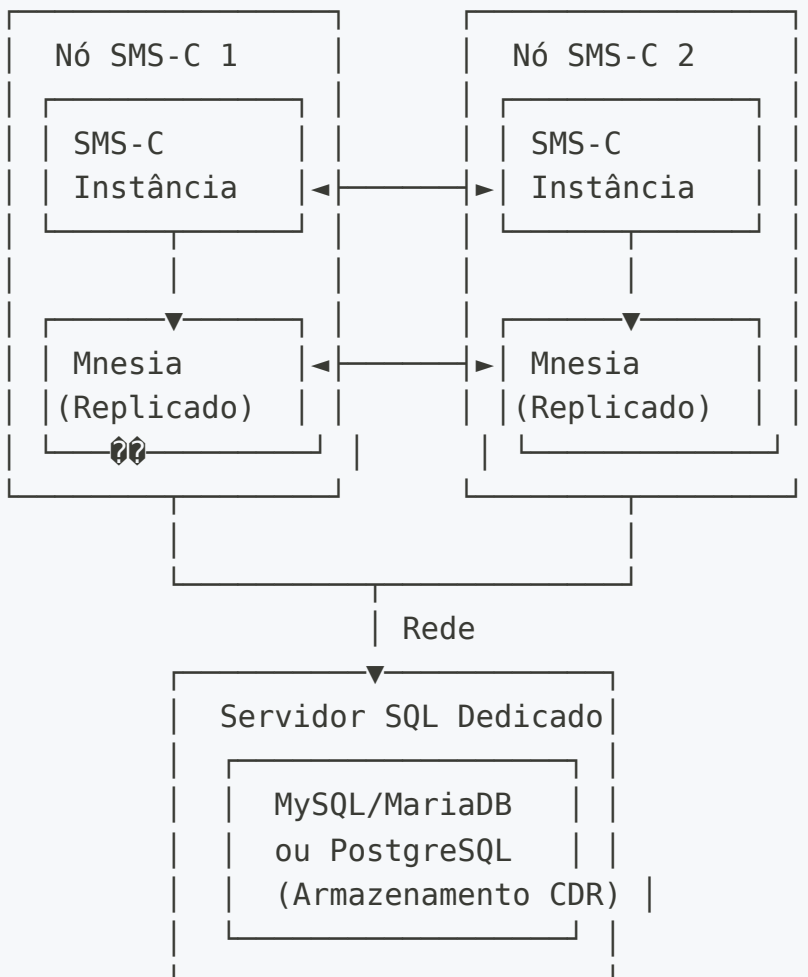 Nó SMS-C 1
Nó SMS-C 2
SMS-C
Instância
SMS-C
Instância
Mnesia
(Replicado)
Mnesia
(Replicado)
Rede
Servidor SQL Dedicado
MySQL/MariaDB
ou PostgreSQL
(Armazenamento CDR)